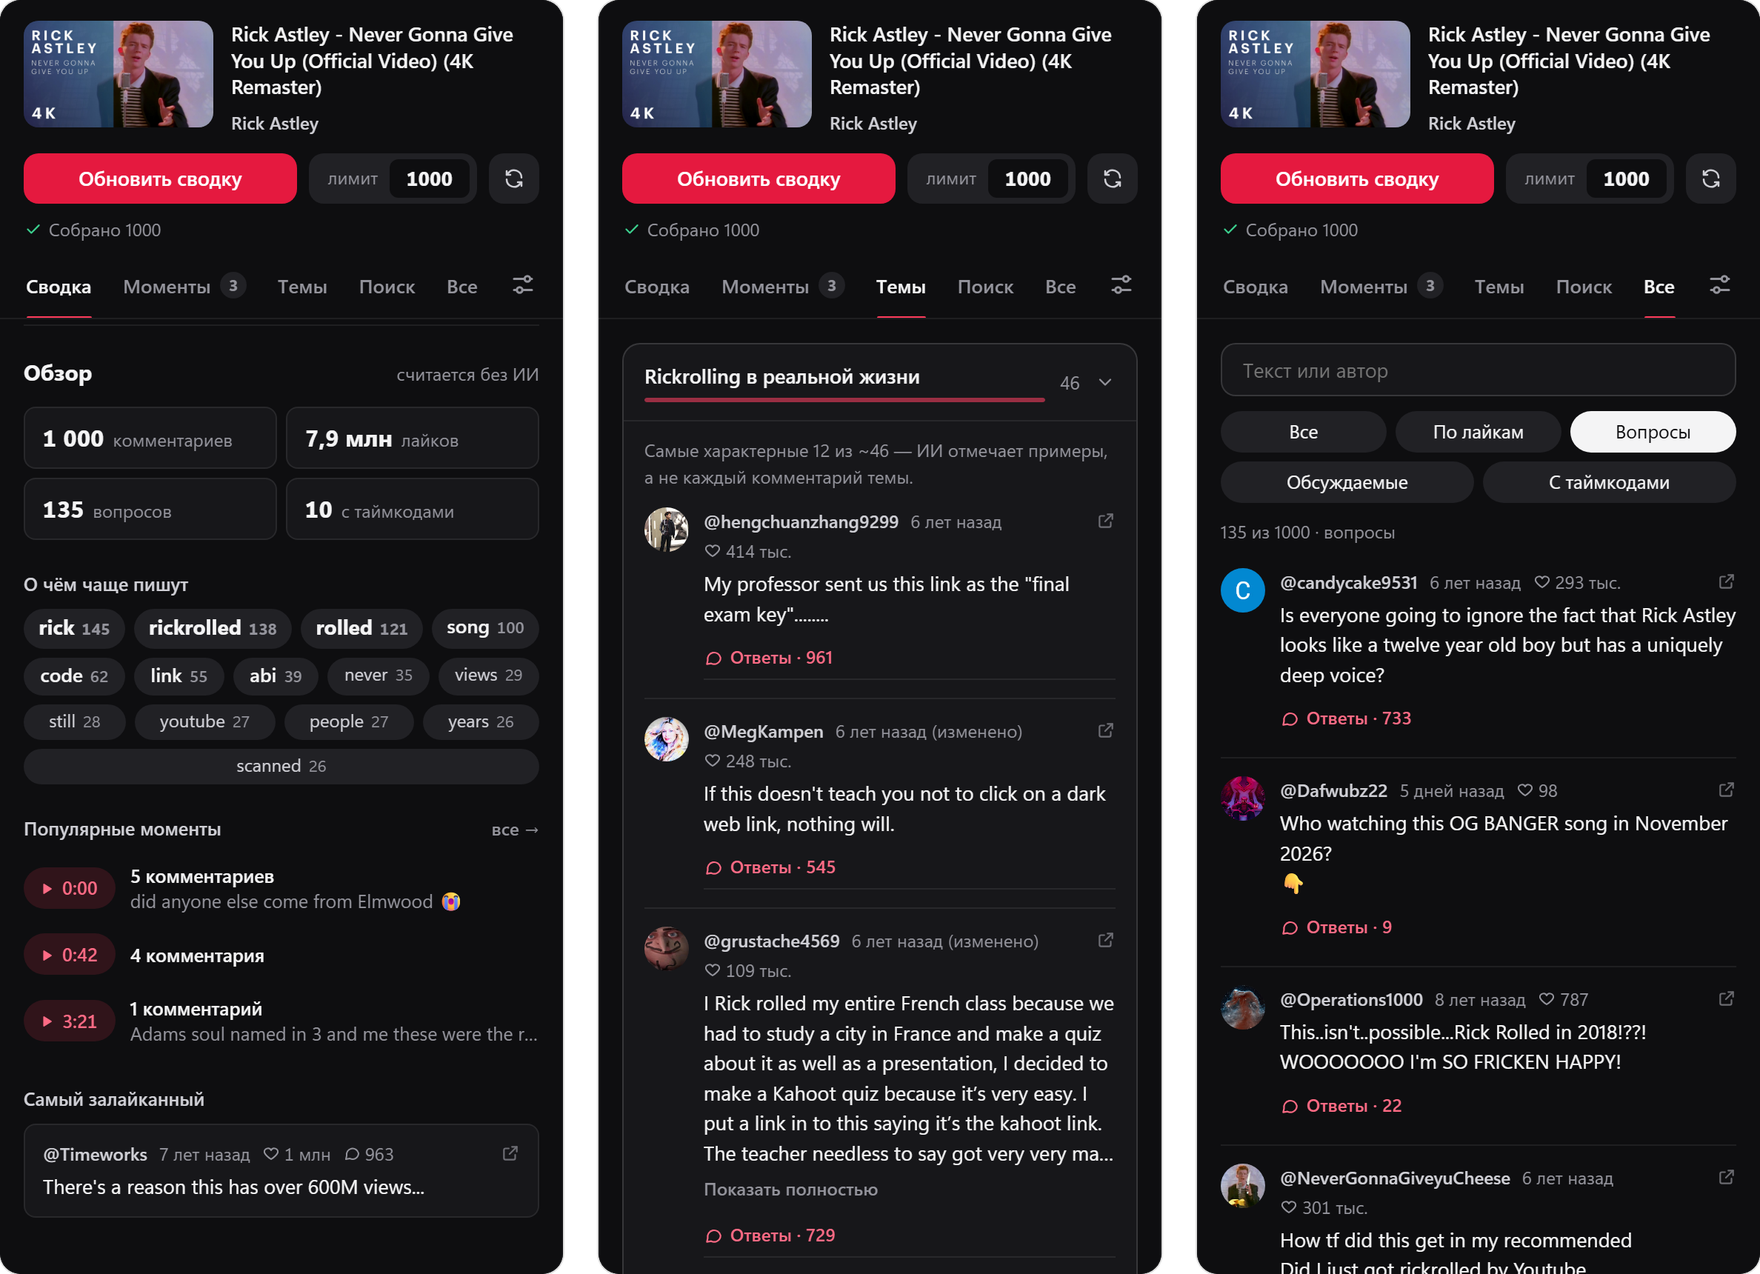 RICK
ASTLEY
NEVER GONNA
GIVE YOU UP
4K
Rick Astley - Never Gonna Give
You Up (Official Video) (4K
Remaster)
Rick Astley
Обновить сводку
лимит 1000
Собрано 1000
Сводка Моменты 3 Темы Поиск Все
Обзор считается без ИИ
1 000 комментариев 7,9 млн лайков
135 вопросов 10 с таймкодами
О чём чаще пишут
rick 145 rickrolled 138 rolled 121 song 100
code 62 link 55 abi 39 never 35 views 29
still 28 youtube 27 people 27 years 26
scanned 26
Популярные моменты все →
0:00 5 комментариев
did anyone else come from Elmwood 😭
0:42 4 комментария
3:21 1 комментарий
Adams soul named in 3 and me these were the r...
Самый залайканный
@Timeworks 7 лет назад 1 млн 963
There's a reason this has over 600M views...
RICK
ASTLEY
NEVER GONNA
GIVE YOU UP
4K
Rick Astley - Never Gonna Give
You Up (Official Video) (4K
Remaster)
Rick Astley
Обновить сводку
лимит 1000
Собрано 1000
Сводка Моменты 3 Темы Поиск Все
Rickrolling в реальной жизни 46
Самые характерные 12 из ~46 — ИИ отмечает примеры,
а не каждый комментарий темы.
@hengchuanzhang9299 6 лет назад
414 тыс.
My professor sent us this link as the "final
exam key"........
Ответы · 961
@MegKampen 6 лет назад (изменено)
248 тыс.
If this doesn't teach you not to click on a dark
web link, nothing will.
Ответы · 545
@grustache4569 6 лет назад (изменено)
109 тыс.
I Rick rolled my entire French class because we
had to study a city in France and make a quiz
about it as well as a presentation, I decided to
make a Kahoot quiz because it’s very easy. I
put a link in to this saying it’s the kahoot link.
The teacher needless to say got very very ma...
Показать полностью
Ответы · 729
RICK
ASTLEY
NEVER GONNA
GIVE YOU UP
4K
Rick Astley - Never Gonna Give
You Up (Official Video) (4K
Remaster)
Rick Astley
Обновить сводку
лимит 1000
Собрано 1000
Сводка Моменты 3 Темы Поиск Все
Текст или автор
Все По лайкам Вопросы
Обсуждаемые С таймкодами
135 из 1000 · вопросы
C
@candycake9531 6 лет назад 293 тыс.
Is everyone going to ignore the fact that Rick Astley
looks like a twelve year old boy but has a uniquely
deep voice?
Ответы · 733
@Dafwubz22 5 дней назад 98
Who watching this OG BANGER song in November
2026?
👇
Ответы · 9
@Operations1000 8 лет назад 787
This..isn't..possible...Rick Rolled in 2018!??!
WOOOOOOO I'm SO FRICKEN HAPPY!
Ответы · 22
@NeverGonnaGiveyuCheese 6 лет назад
301 тыс.
How tf did this get in my recommended
Did I just got rickrolled by Youtube